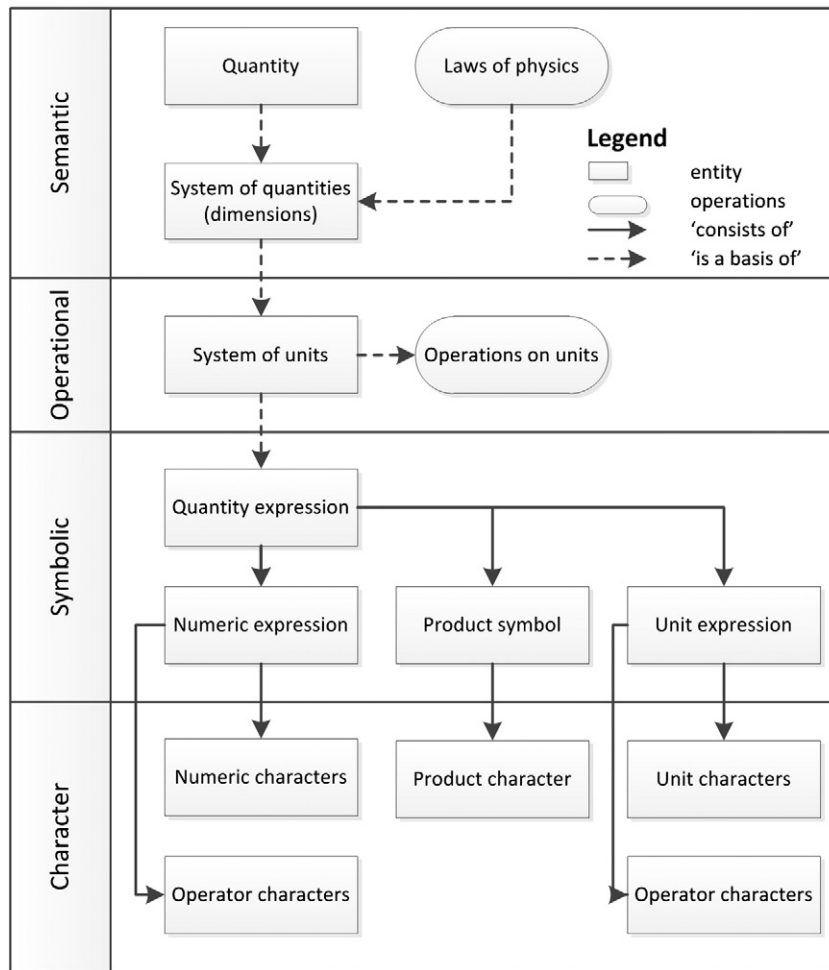 Semantic
Quantity
Laws of physics
System of quantities
(dimensions)
Legend
entity
operations
‘consists of’
‘is a basis of’
Operational
System of units
Operations on units
Symbolic
Quantity expression
Numeric expression
Product symbol
Unit expression
Character
Numeric characters
Product character
Unit characters
Operator characters
Operator characters